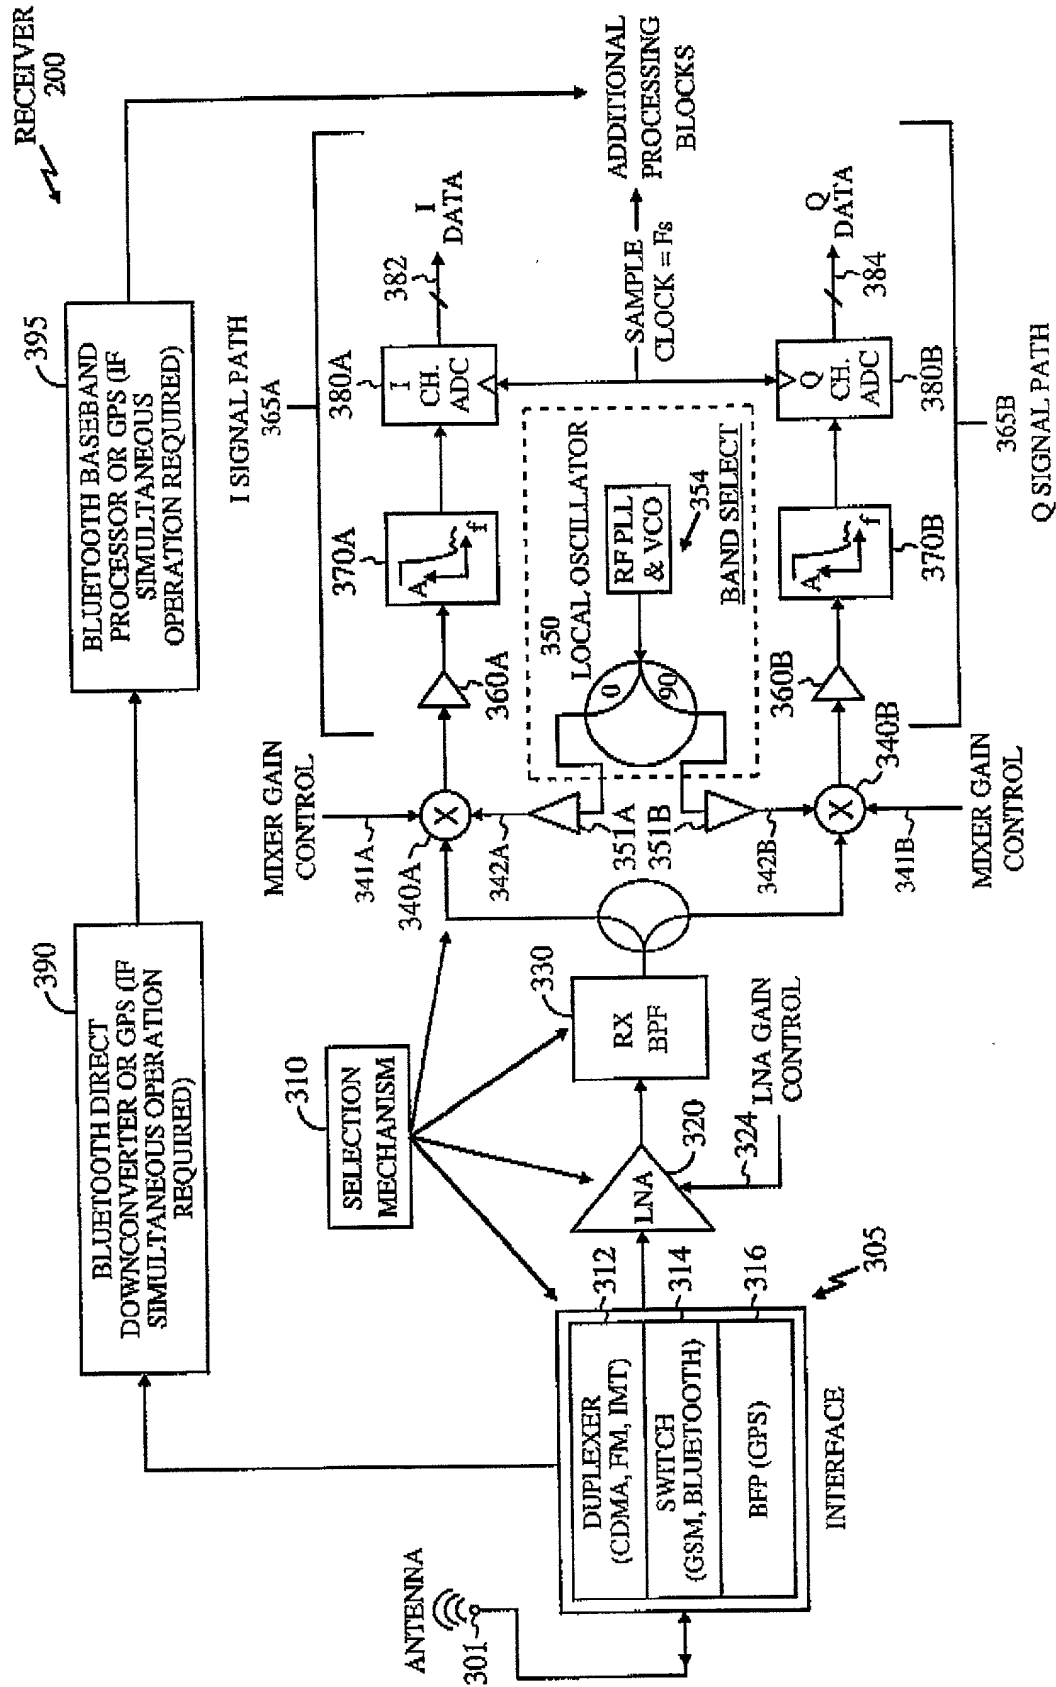 RECEIVER
200
395
BLUETOOTH BASEBAND
PROCESSOR OR GPS (IF
SIMULTANEOUS
OPERATION REQUIRED)
390
BLUETOOTH DIRECT
DOWNCONVERTER OR GPS (IF
SIMULTANEOUS OPERATION
REQUIRED)
I SIGNAL PATH
365A
MIXER GAIN
CONTROL
341A
340A
342A
360A
370A
A
f
380A
I
CH.
ADC
382
I
DATA
310
SELECTION
MECHANISM
ANTENNA
301
DUPLEXER
(CDMA, FM, IMT)
SWITCH
(GSM, BLUETOOTH)
BFP (GPS)
312
314
316
305
INTERFACE
LNA
320
324
LNA GAIN
CONTROL
330
RX
BPF
X
351A
351B
350
LOCAL OSCILLATOR
0
90
RF PLL
& VCO
354
BAND SELECT
SAMPLE
CLOCK = Fs
ADDITIONAL
PROCESSING
BLOCKS
342B
X
340B
341B
MIXER GAIN
CONTROL
360B
A
f
370B
Q
CH.
ADC
380B
384
Q
DATA
365B
Q SIGNAL PATH